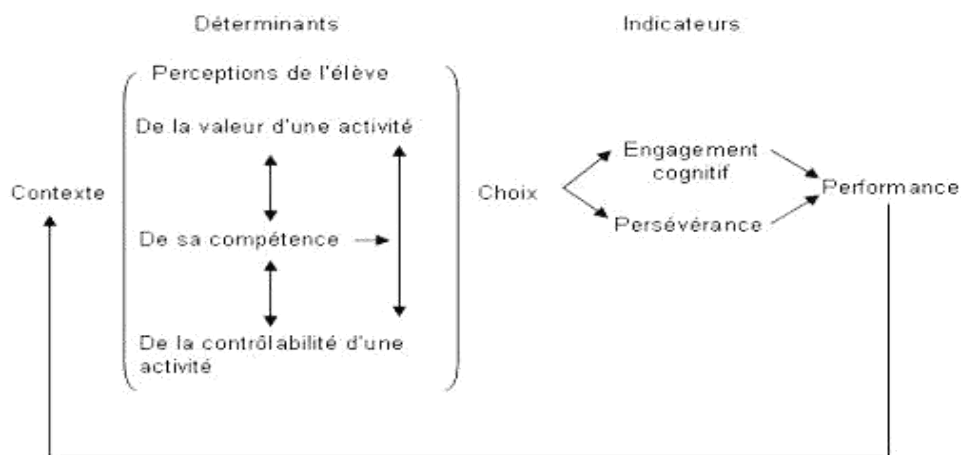 Déterminants
Indicateurs
Perceptions de l'élève
De la valeur d'une activité
Contexte
De sa compétence
De la contrôlabilité d'une
activité
Choix
Engagement
cognitif
Persévérance
Performance